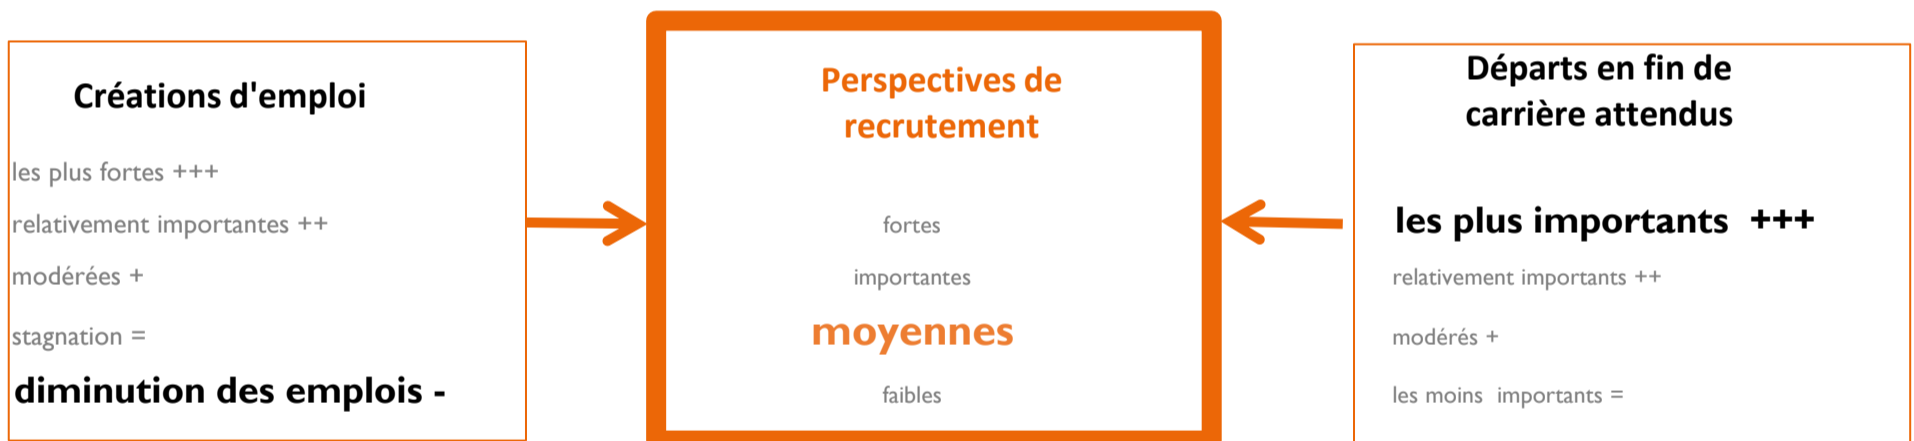 Créations d'emploi
les plus fortes +++
relativement importantes ++
modérées +
stagnation =
diminution des emplois -
Perspectives de
recrutement
fortes
importantes
moyennes
faibles
Départs en fin de
carrière attendus
les plus importants +++
relativement importants ++
modérés +
les moins importants =